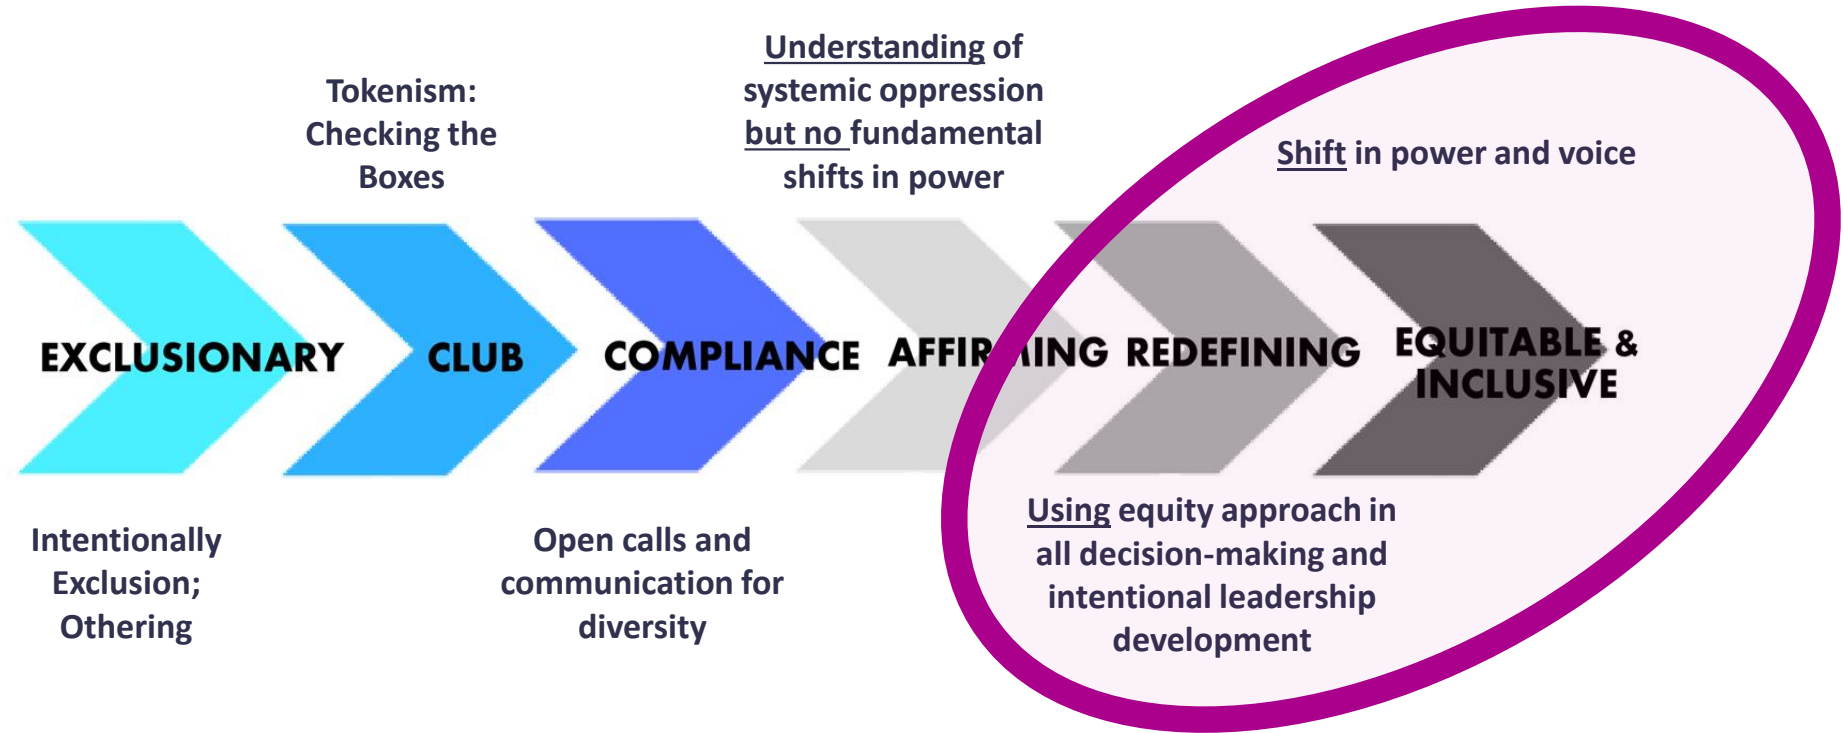 Understanding of
systemic oppression
but no fundamental
shifts in power
Tokenism:
Checking the
Boxes
Shift in power and voice
EXCLUSIONARY
CLUB
COMPLIANCE
AFFIRMING
REDEFINING
EQUITABLE &
INCLUSIVE
Intentionally
Exclusion;
Othering
Open calls and
communication for
diversity
Using equity approach in
all decision-making and
intentional leadership
development